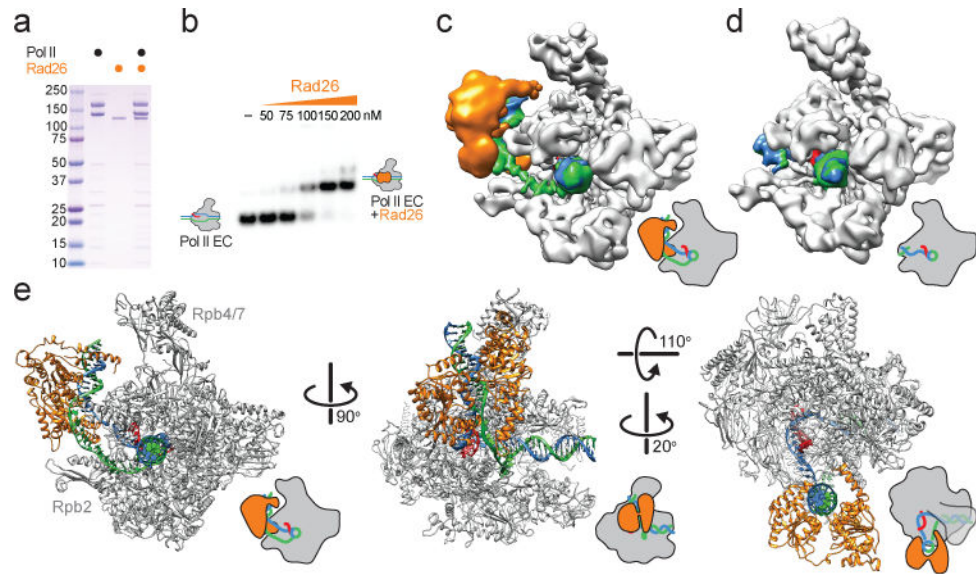 a
Pol II
Rad26
250
150
100
75
50
37
25
20
15
10
b
Rad26
– 50 75 100 150 200 nM
Pol II EC
Pol II EC
+Rad26
c
d
e
Rpb4/7
Rpb2
90°
110°
20°